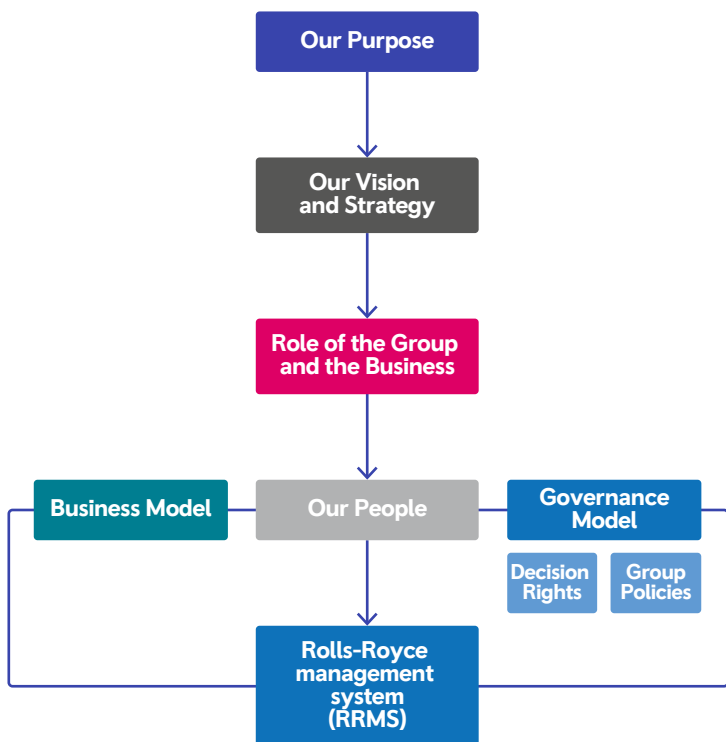 Our Purpose
Our Vision
and Strategy
Role of the Group
and the Business
Business Model
Our People
Governance
Model
Decision
Rights
Group
Policies
Rolls-Royce
management
system
(RRMS)